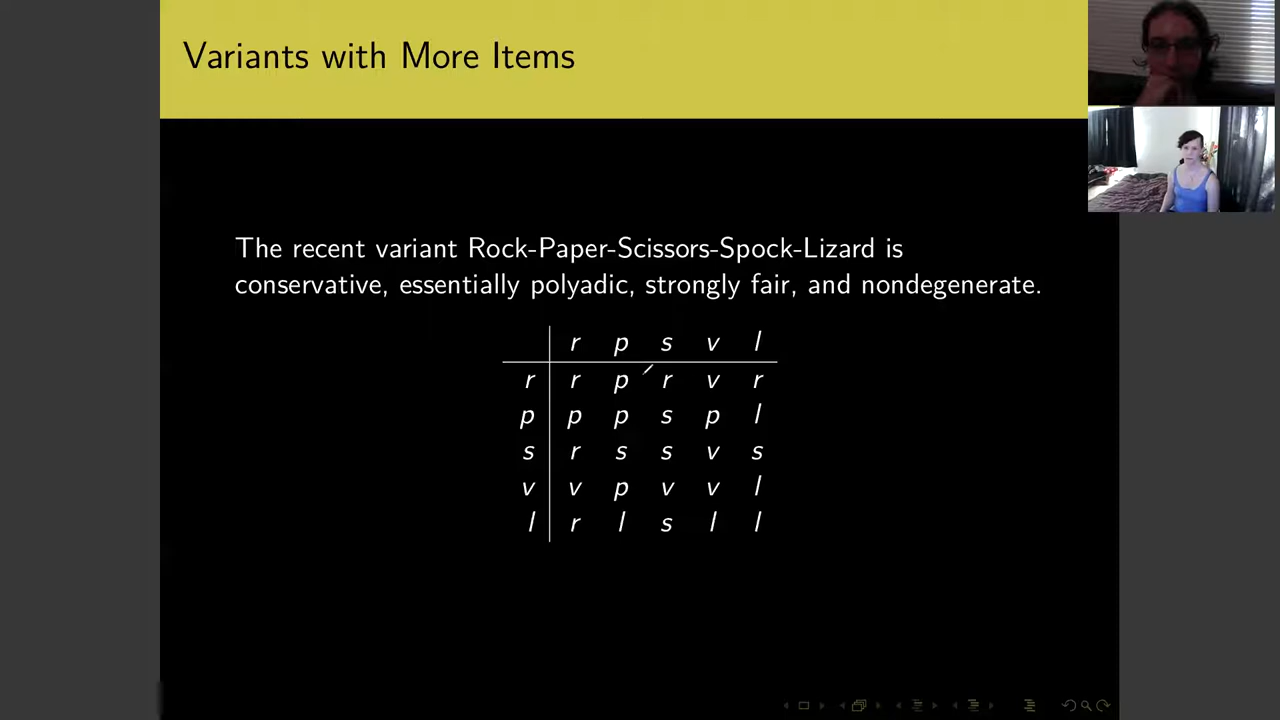 Variants with More Items
The recent variant Rock-Paper-Scissors-Spock-Lizard is
conservative, essentially polyadic, strongly fair, and nondegenerate.
r p s v l
r r p r v r
p p p s p l
s r s s v s
v v p v v l
l r l s l l